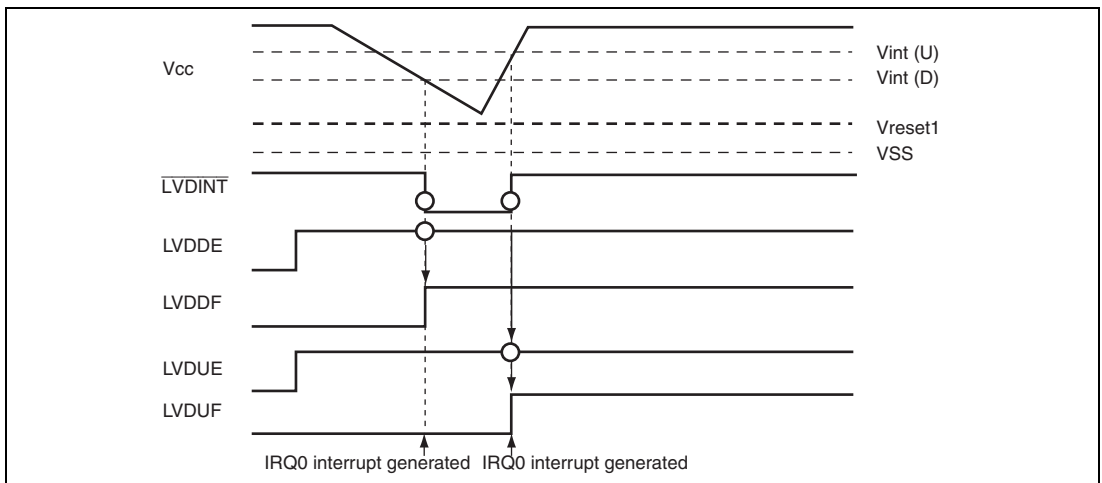 Vcc
Vint (U)
Vint (D)
Vreset1
VSS
LVDINT
LVDDE
LVDDF
LVDUE
LVDUF
IRQ0 interrupt generated IRQ0 interrupt generated